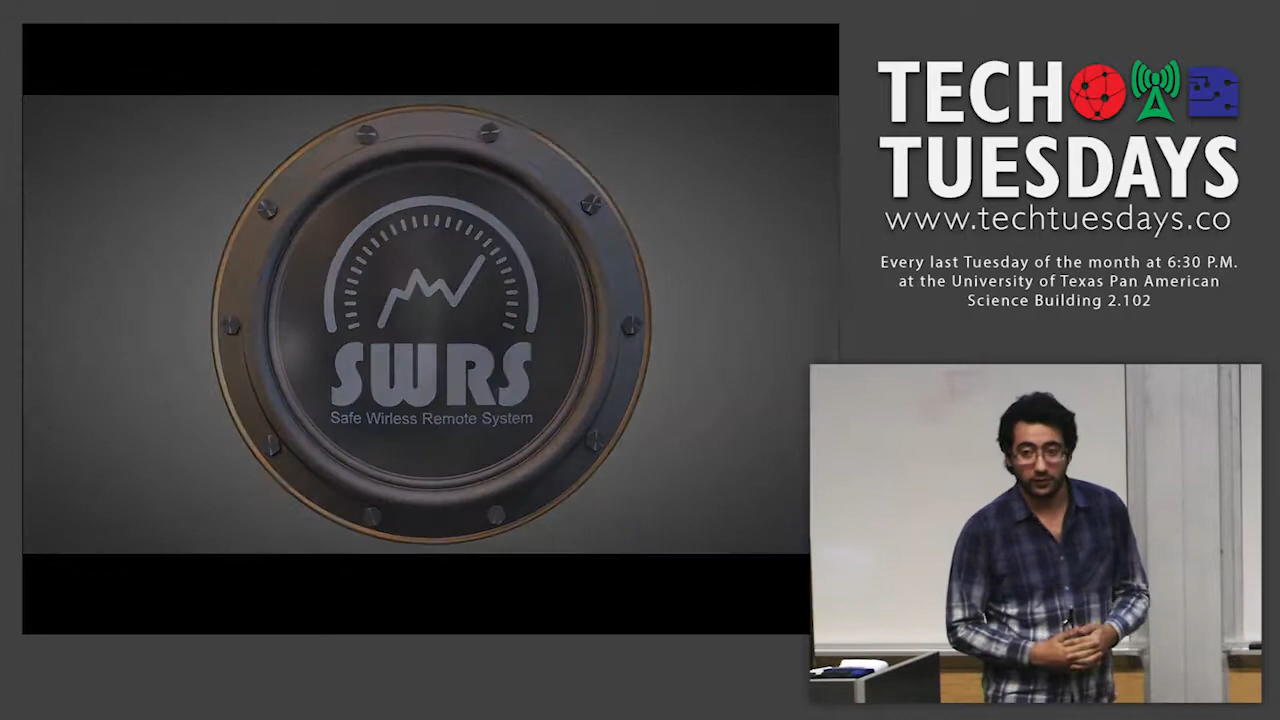 SWRS
Safe Wirless Remote System
TECH
TUESDAYS
www.techtuesdays.co
Every last Tuesday of the month at 6:30 P.M.
at the University of Texas Pan American
Science Building 2.102